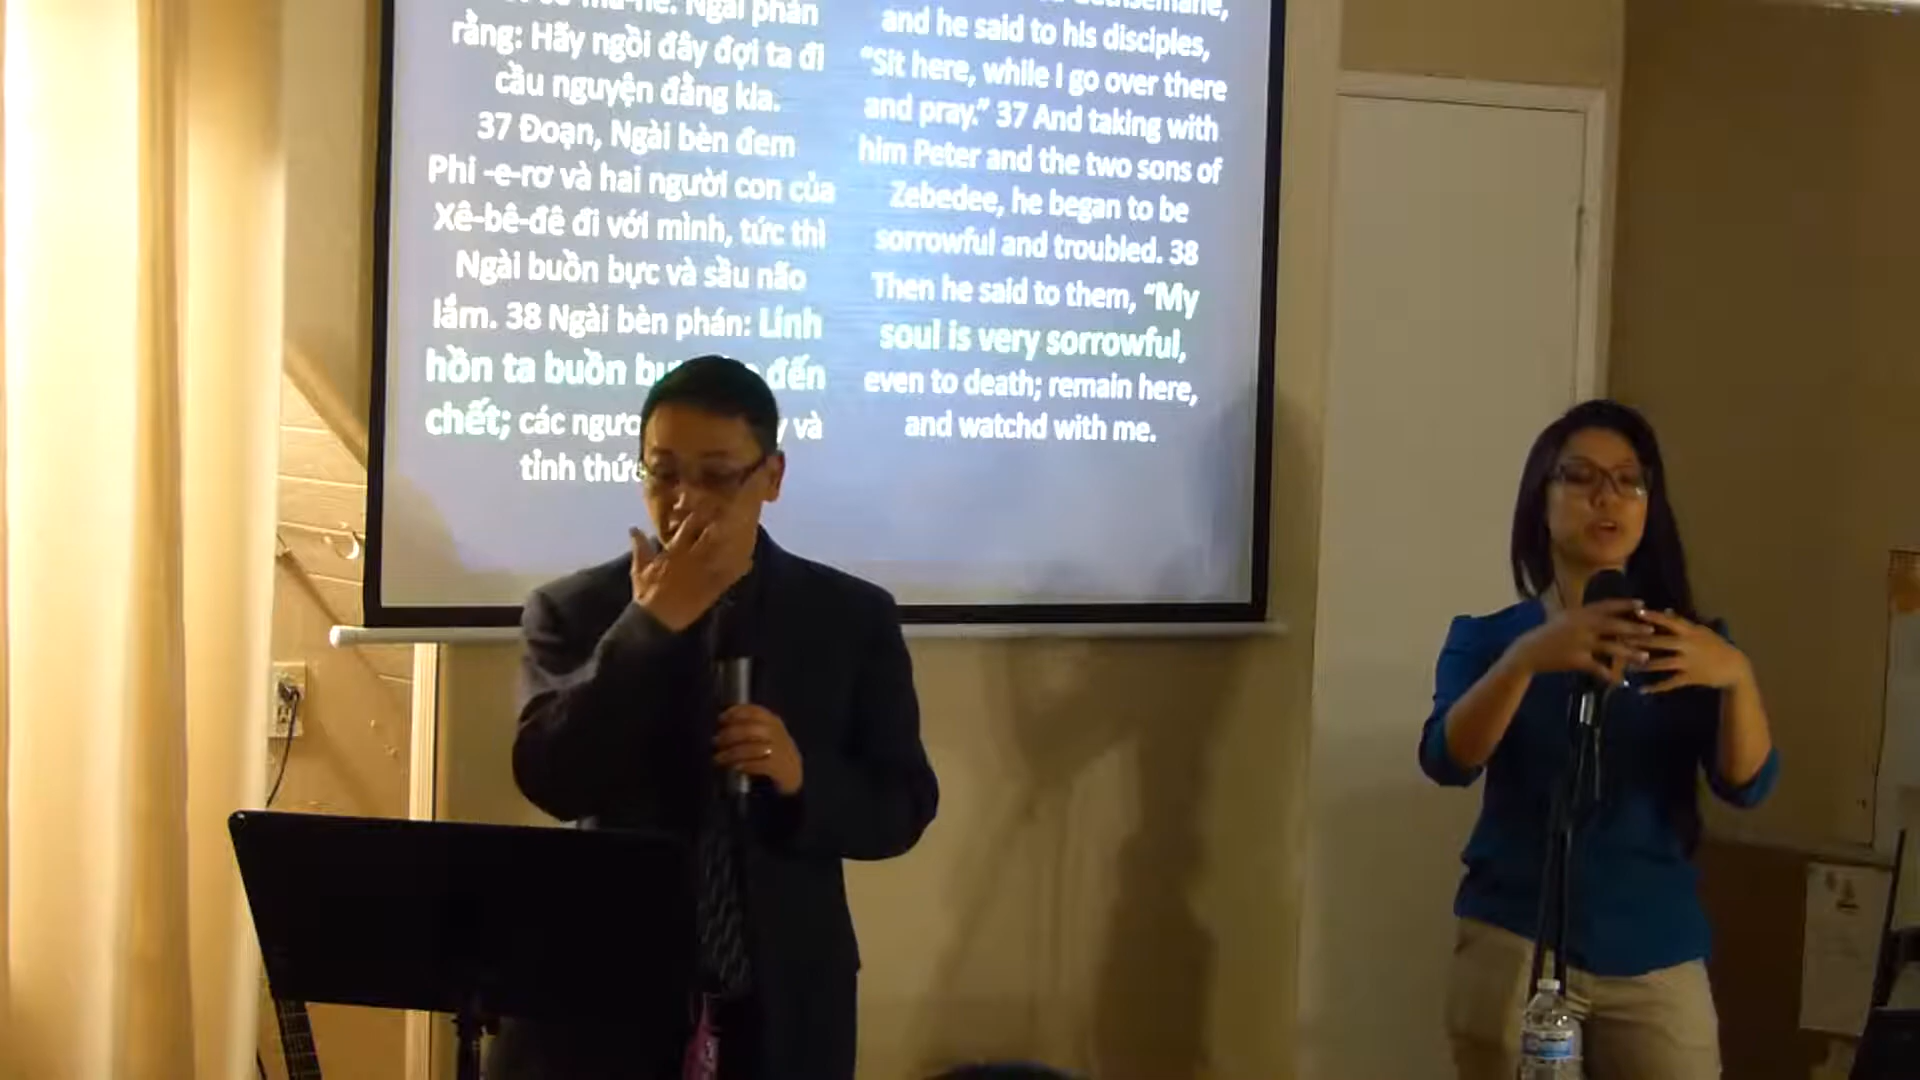 Ngài phán
rằng: Hãy ngồi đây đợi ta đi
cầu nguyện đằng kia.
37 Đoạn, Ngài bèn đem
Phi -e-rơ và hai người con của
Xê-bê-đê đi với mình, tức thì
Ngài buồn bực và sầu não
lắm. 38 Ngài bèn phán: Linh
hồn ta buồn đến
chết; các và
tỉnh
and he said to his disciples,
“Sit here, while I go over there
and pray.” 37 And taking with
him Peter and the two sons of
Zebedee, he began to be
sorrowful and troubled. 38
Then he said to them, “My
soul is very sorrowful,
even to death; remain here,
and watchd with me.